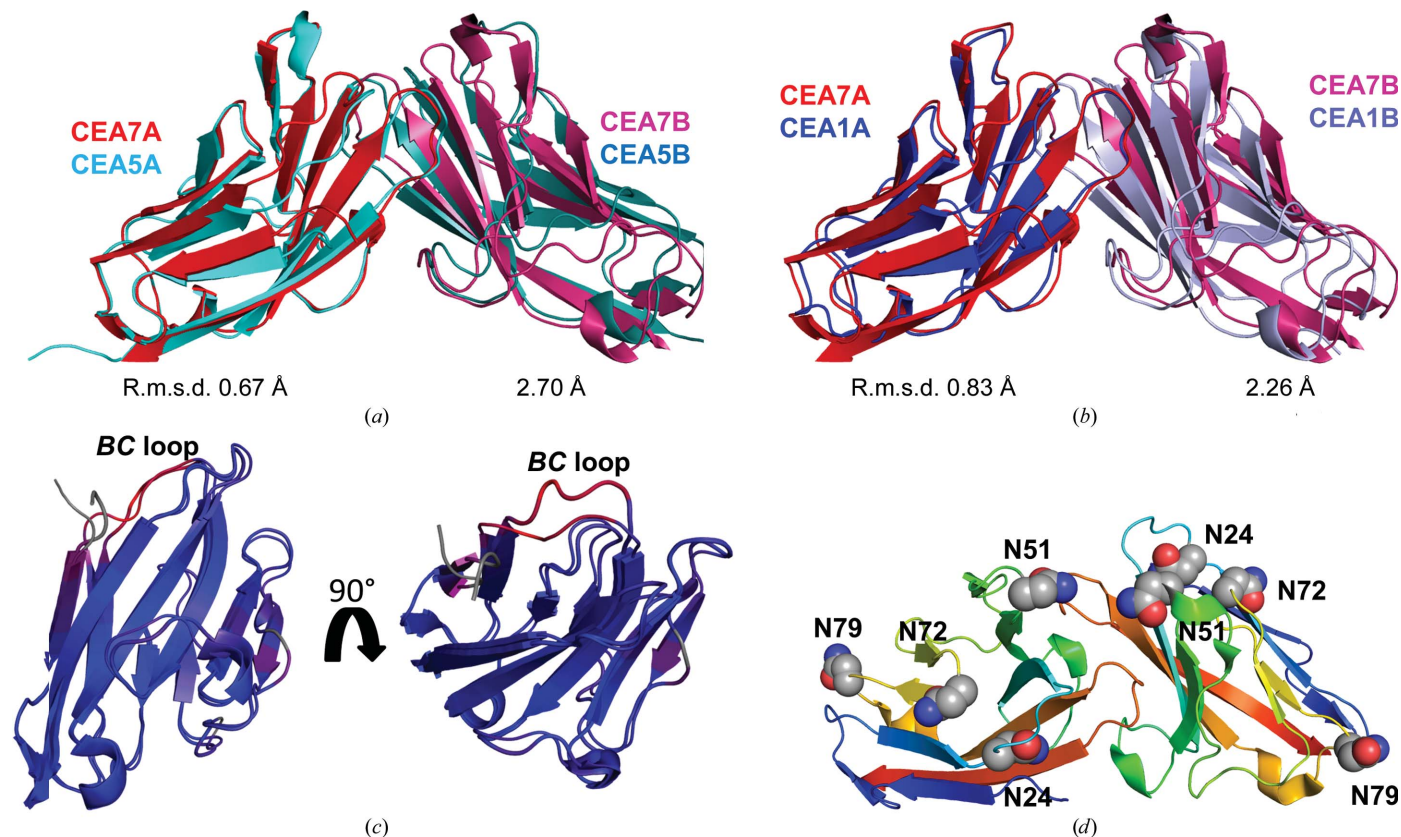 CEA7A
CEA5A
CEA7B
CEA5B
R.m.s.d. 0.67 Å
2.70 Å
(a)
CEA7A
CEA1A
CEA7B
CEA1B
R.m.s.d. 0.83 Å
2.26 Å
(b)
BC loop
90°
BC loop
(c)
N51
N24
N79
N72
N72
N51
N24
N79
(d)